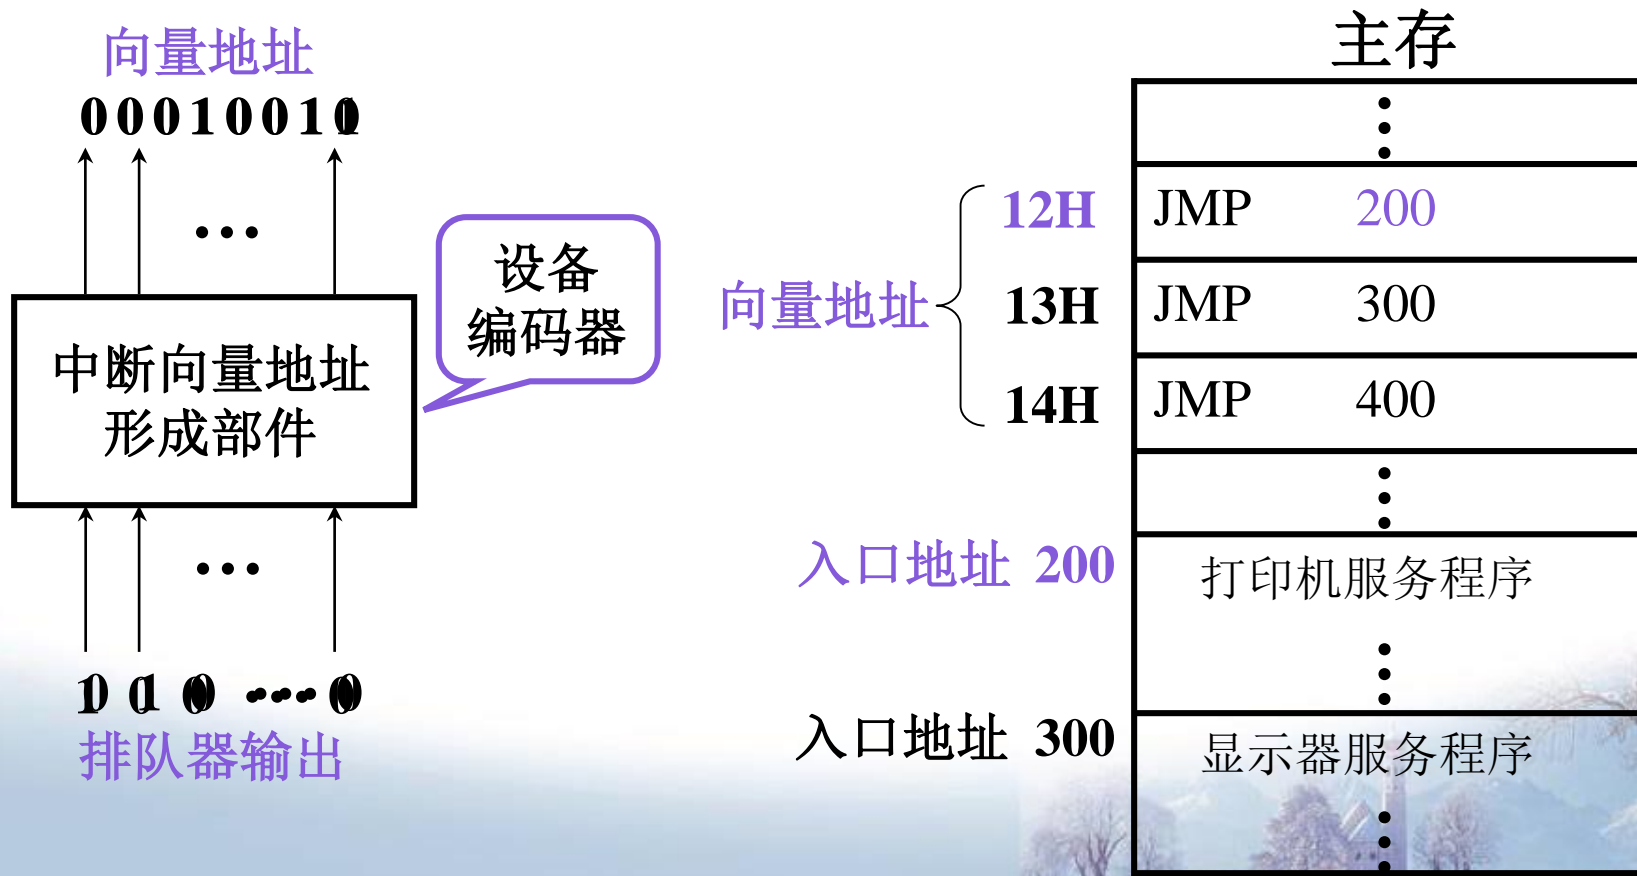 向量地址
0001001
…
设备
编码器
中断向量地址
形成部件
…
排队器输出
主存
⋮
12H JMP 200
向量地址 13H JMP 300
14H JMP 400
⋮
入口地址 200 打印机服务程序
⋮
入口地址 300 显示器服务程序
⋮